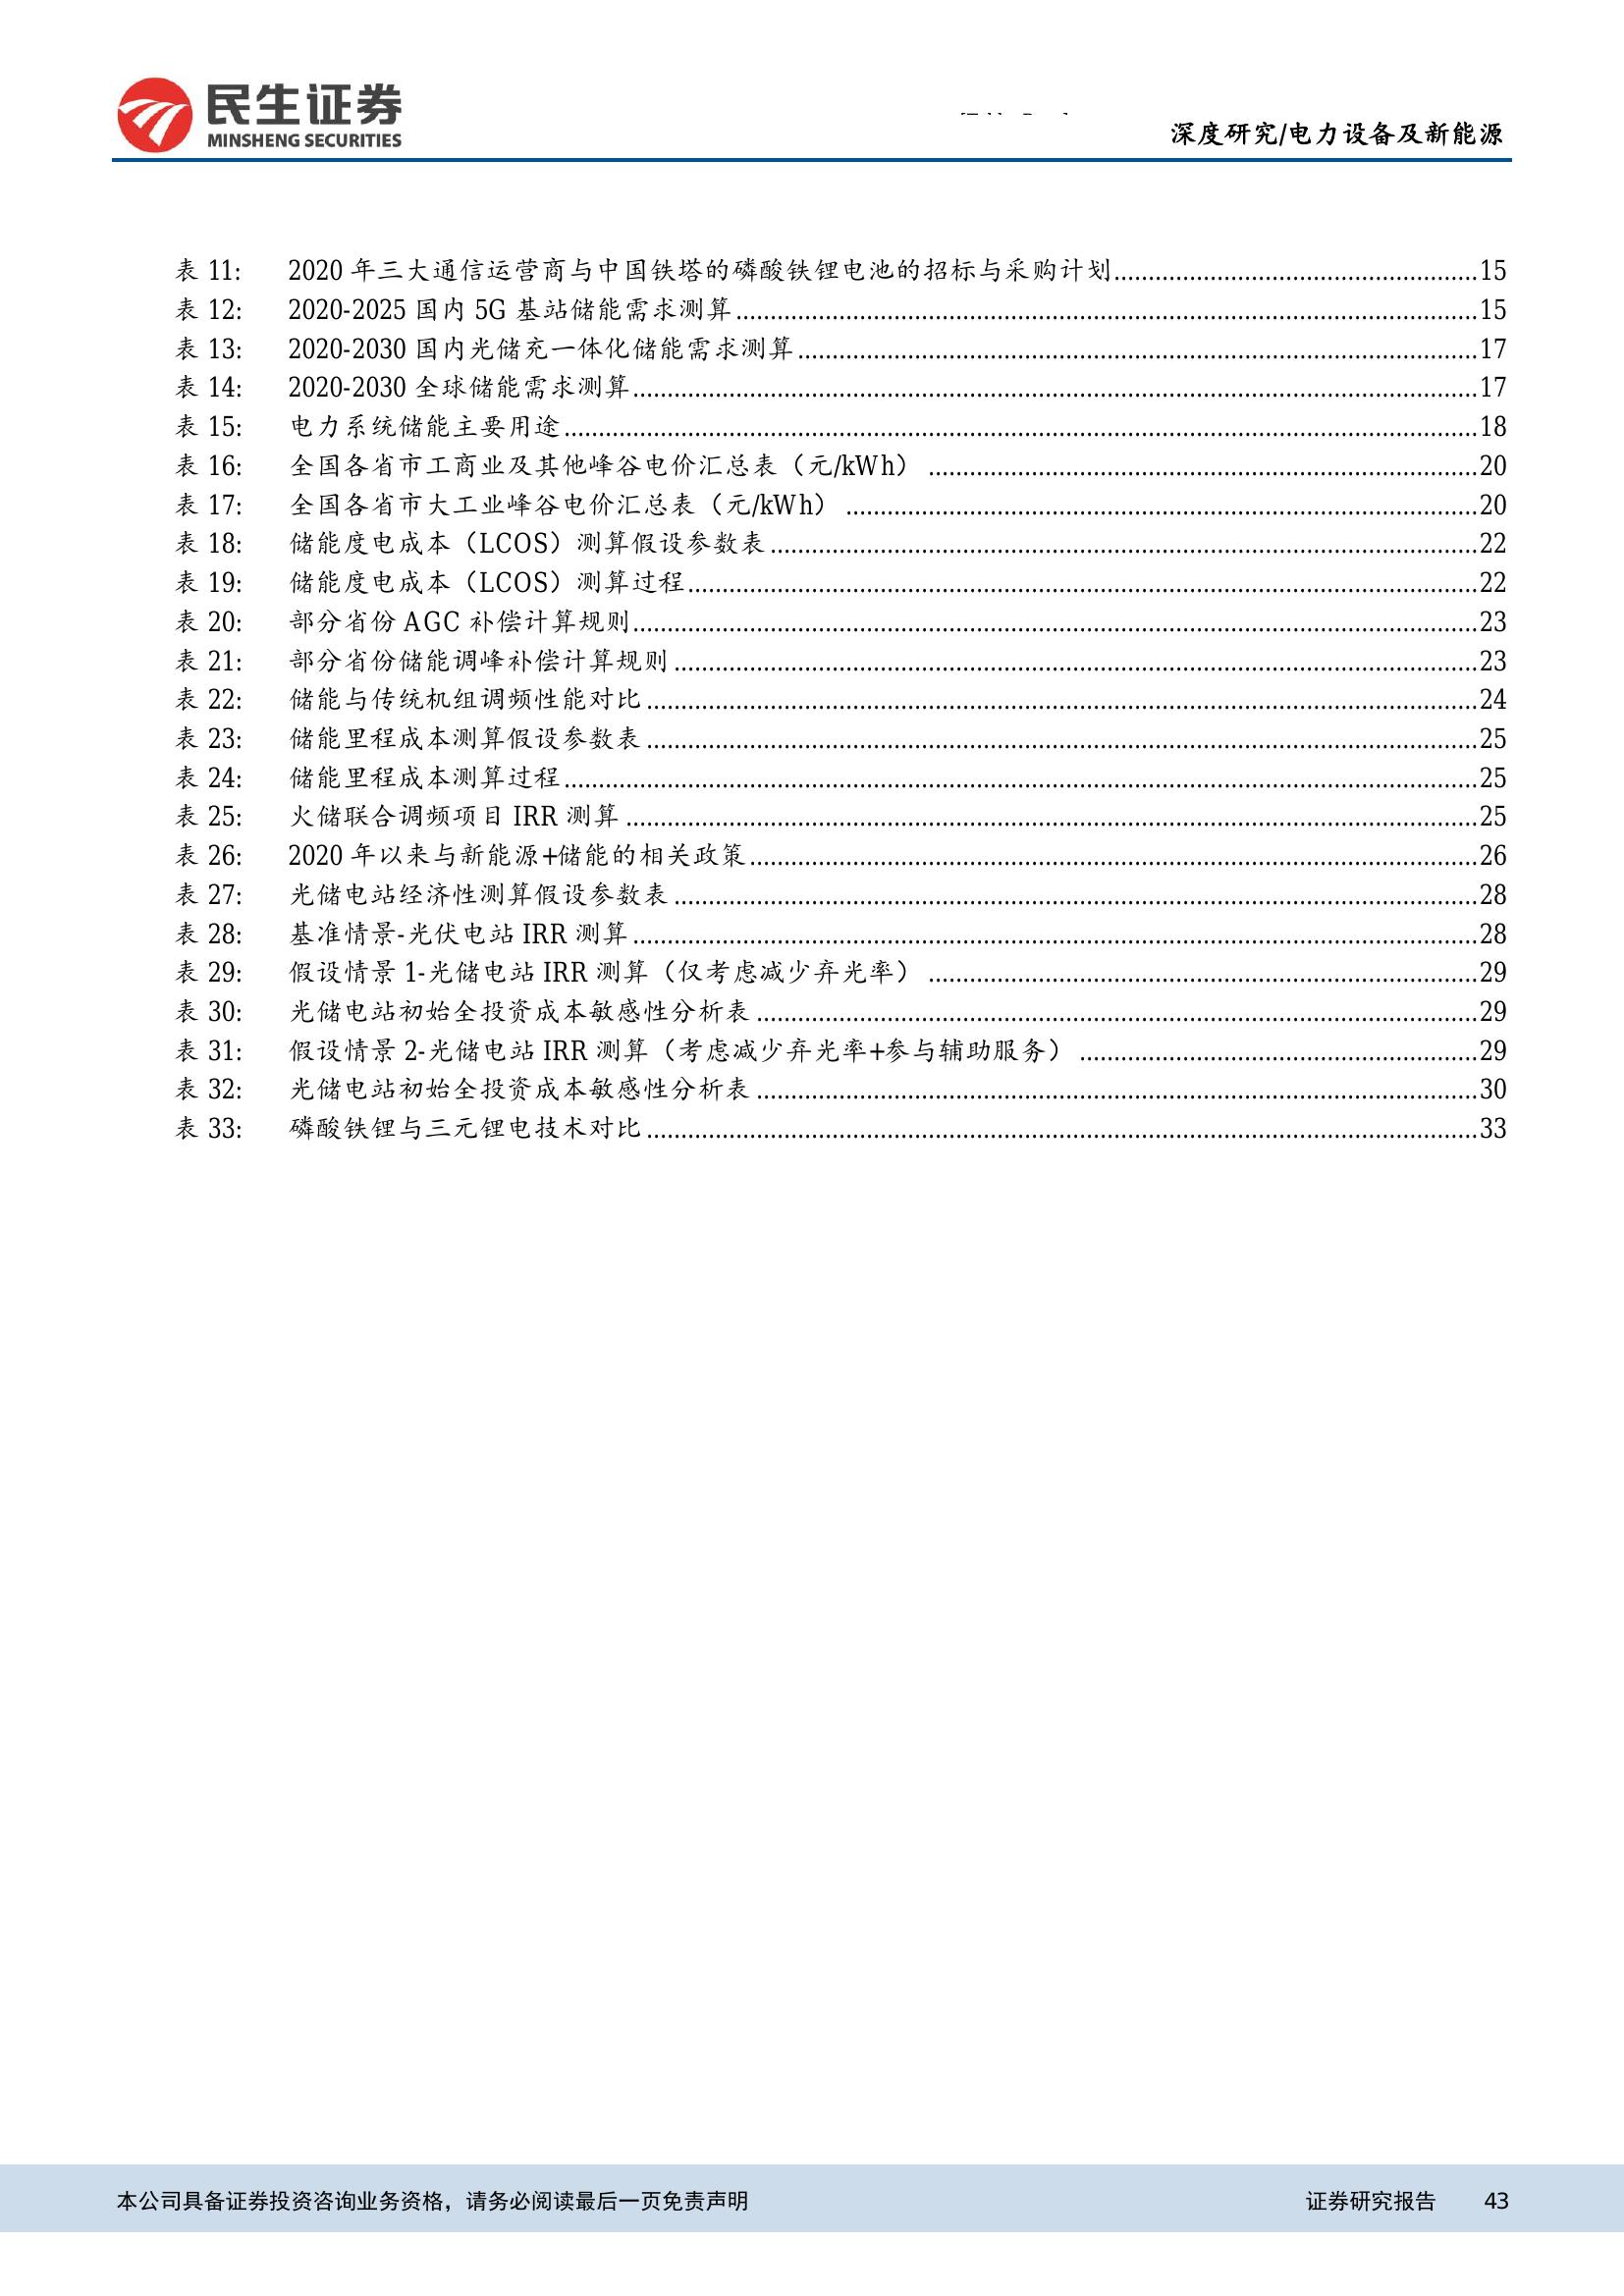 民生证券
MINSHENG SECURITIES
深度研究/电力设备及新能源
表 11: 2020 年三大通信运营商与中国铁塔的磷酸铁锂电池的招标与采购计划 15
表 12: 2020-2025 国内 5G 基站储能需求测算 15
表 13: 2020-2030 国内光储充一体化储能需求测算 17
表 14: 2020-2030 全球储能需求测算 17
表 15: 电力系统储能主要用途 18
表 16: 全国各省市工商业及其他峰谷电价汇总表（元/kWh） 20
表 17: 全国各省市大工业峰谷电价汇总表（元/kWh） 20
表 18: 储能度电成本（LCOS）测算假设参数表 22
表 19: 储能度电成本（LCOS）测算过程 22
表 20: 部分省份 AGC 补偿计算规则 23
表 21: 部分省份储能调峰补偿计算规则 23
表 22: 储能与传统机组调频性能对比 24
表 23: 储能里程成本测算假设参数表 25
表 24: 储能里程成本测算过程 25
表 25: 火储联合调频项目 IRR 测算 25
表 26: 2020 年以来与新能源+储能的相关政策 26
表 27: 光储电站经济性测算假设参数表 28
表 28: 基准情景-光伏电站 IRR 测算 28
表 29: 假设情景 1-光储电站 IRR 测算（仅考虑减少弃光率） 29
表 30: 光储电站初始全投资成本敏感性分析表 29
表 31: 假设情景 2-光储电站 IRR 测算（考虑减少弃光率+参与辅助服务） 29
表 32: 光储电站初始全投资成本敏感性分析表 30
表 33: 磷酸铁锂与三元锂电技术对比 33
本公司具备证券投资咨询业务资格，请务必阅读最后一页免责声明 证券研究报告 43